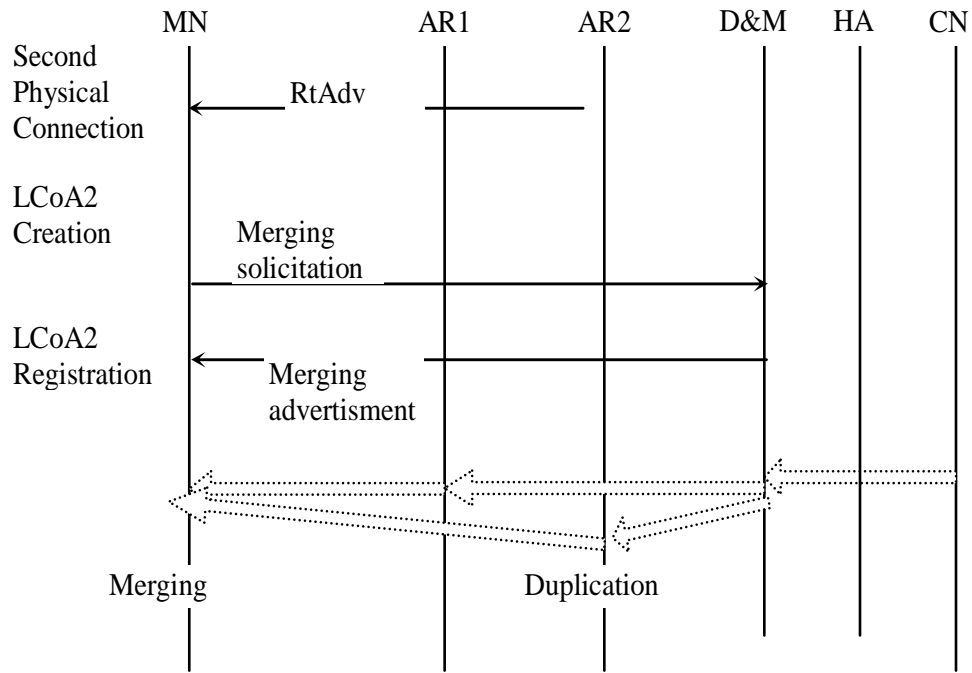 MN AR1 AR2 D&M HA CN
Second
Physical
Connection
RtAdv
LCoA2
Creation
Merging
solicitation
LCoA2
Registration
Merging
advertisment
Merging
Duplication